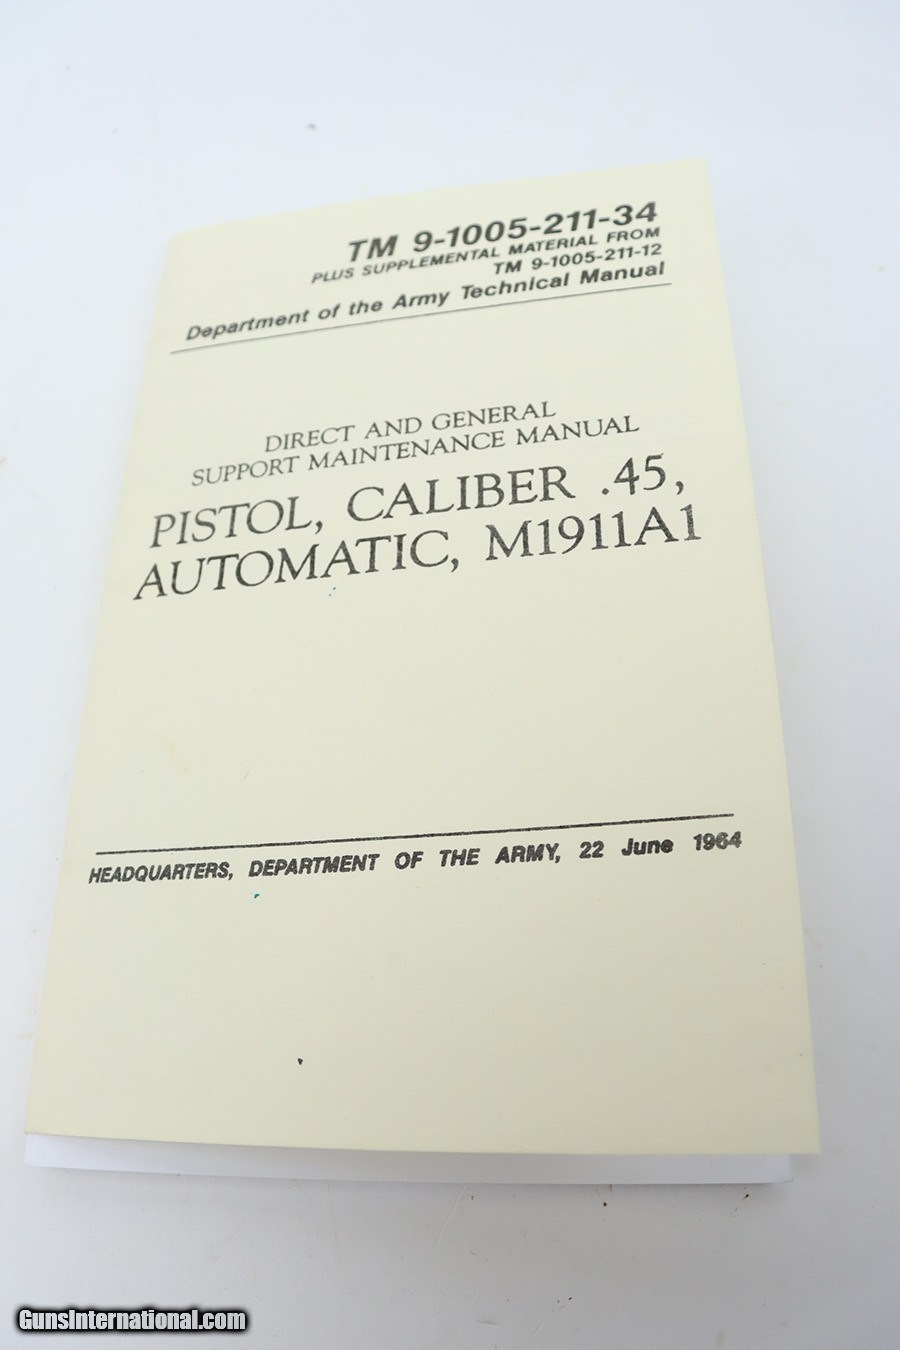 TM 9-1005-211-34
PLUS SUPPLEMENTAL MATERIAL FROM
TM 9-1005-211-12
Department of the Army Technical Manual
DIRECT AND GENERAL
SUPPORT MAINTENANCE MANUAL
PISTOL, CALIBER .45,
AUTOMATIC, M1911A1
HEADQUARTERS, DEPARTMENT OF THE ARMY, 22 June 1964
GunsInternational.com